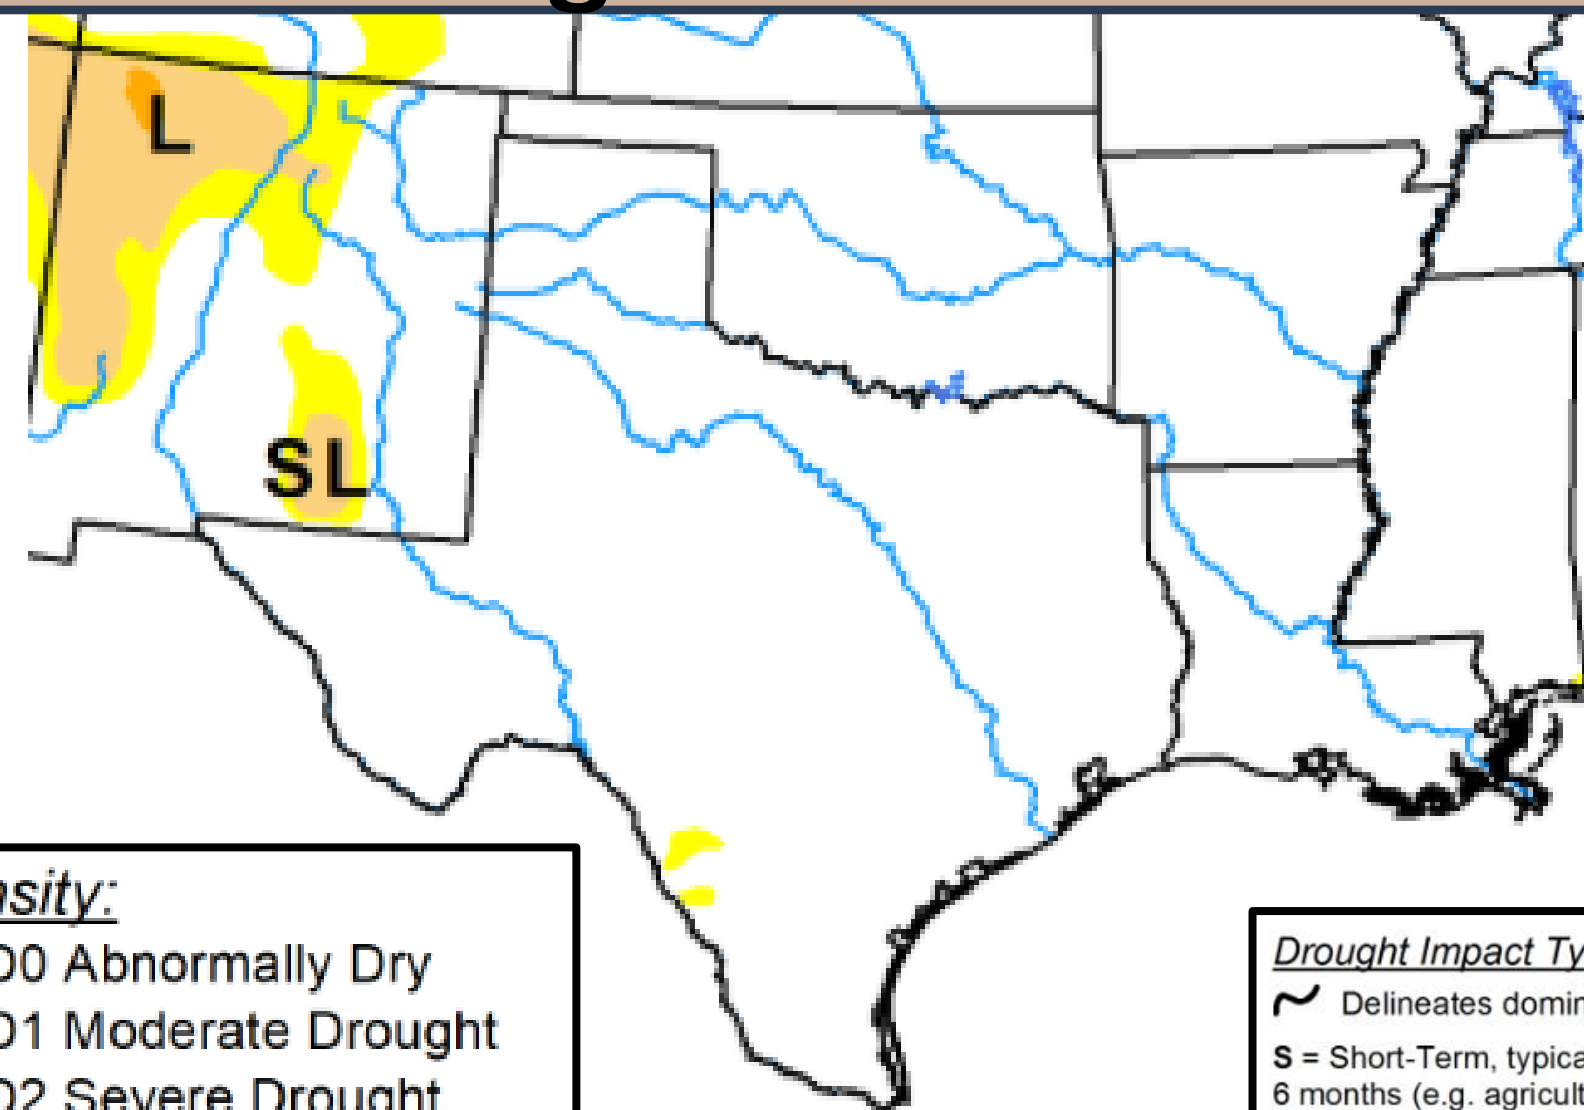 L
SL
nsity:
D0 Abnormally Dry
D1 Moderate Drought
D2 Severe Drought
Drought Impact Ty
Delineates domin
S = Short-Term, typica
6 months (e.g. agricult